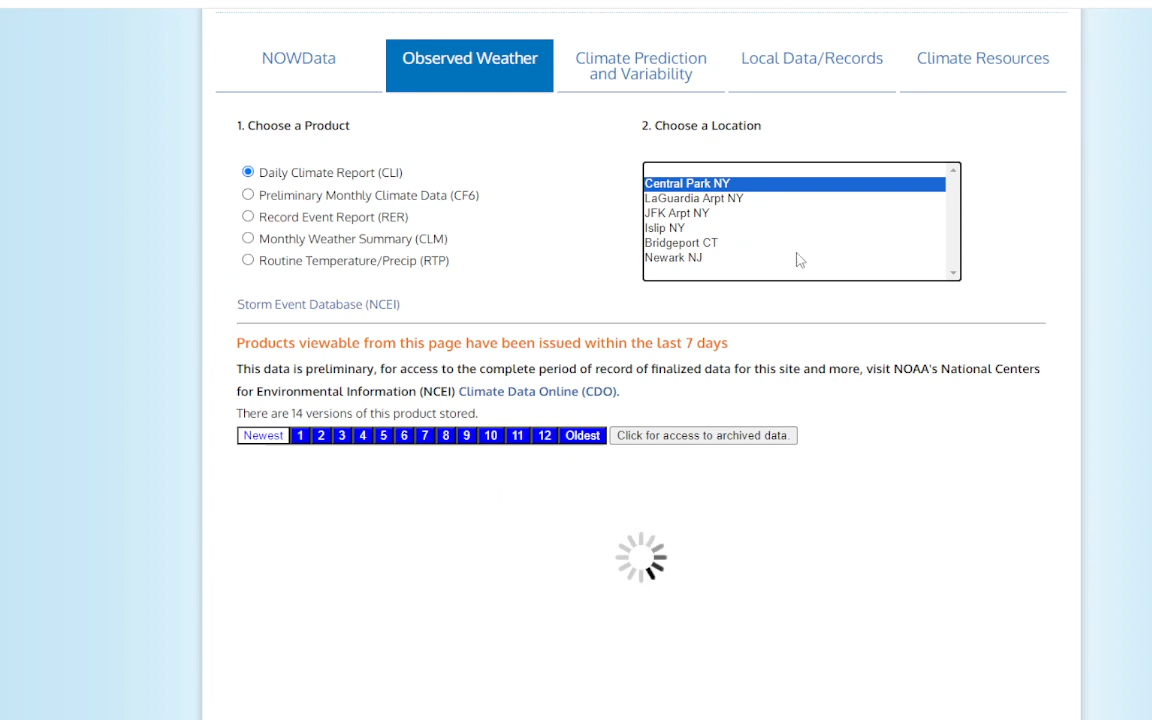 NOWData
Observed Weather
Climate Prediction
and Variability
Local Data/Records
Climate Resources
1. Choose a Product
Daily Climate Report (CLI)
Preliminary Monthly Climate Data (CF6)
Record Event Report (RER)
Monthly Weather Summary (CLM)
Routine Temperature/Precip (RTP)
2. Choose a Location
Central Park NY
LaGuardia Arpt NY
JFK Arpt NY
Islip NY
Bridgeport CT
Newark NJ
Storm Event Database (NCEI)
Products viewable from this page have been issued within the last 7 days
This data is preliminary, for access to the complete period of record of finalized data for this site and more, visit NOAA's National Centers
for Environmental Information (NCEI) Climate Data Online (CDO).
There are 14 versions of this product stored.
Newest 1 2 3 4 5 6 7 8 9 10 11 12 Oldest Click for access to archived data.